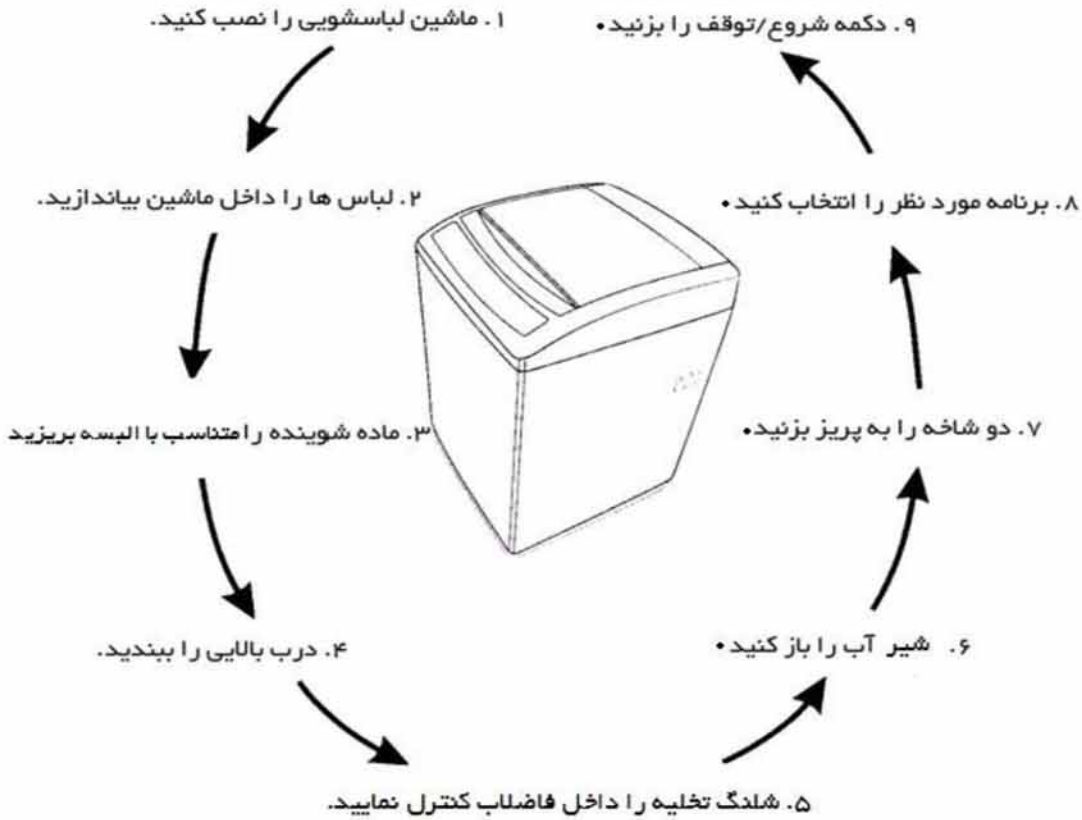 ۱. ماشین لباسشویی را نصب کنید.
۲. لباس ها را داخل ماشین بیاندازید.
۳. ماده شوینده را متناسب با البسه بریزید
۴. درب بالایی را ببندید.
۵. شلنگ تخلیه را داخل فاضلاب کنترل نمایید.
۶. شیر آب را باز کنید.
۷. دو شاخه را به پریز بزنید.
۸. برنامه مورد نظر را انتخاب کنید.
۹. دکمه شروع/توقف را بزنید.